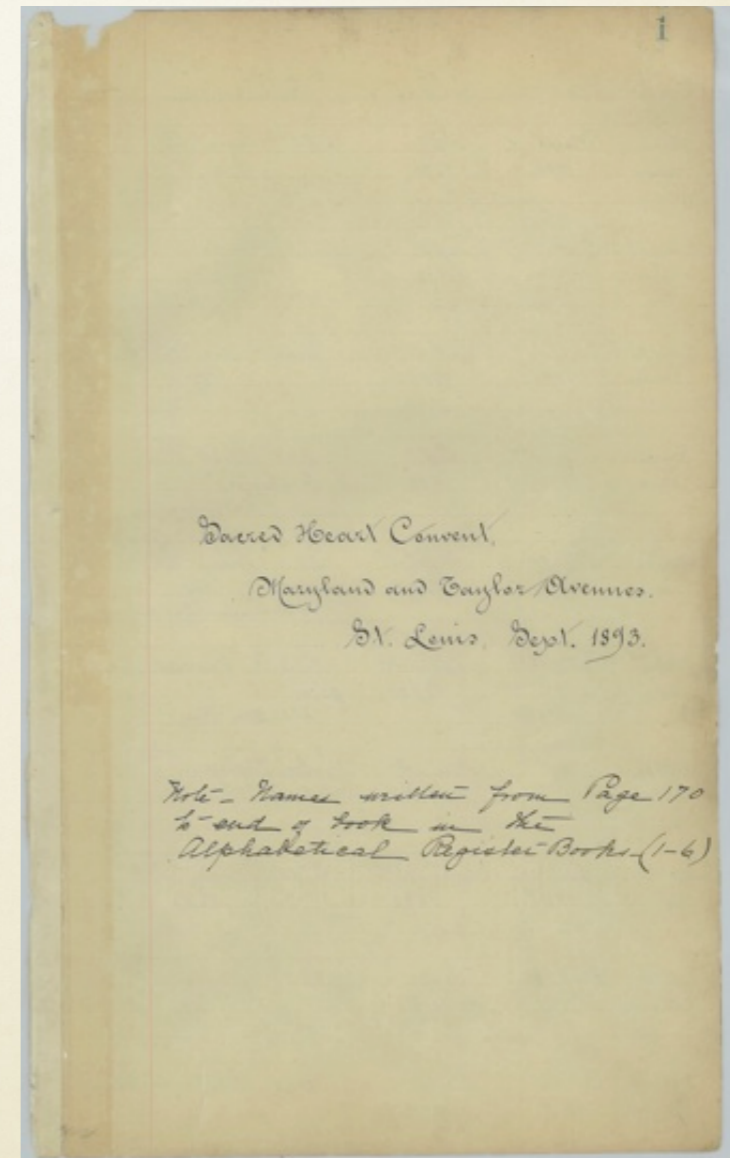 Sacred Heart Convent,
Maryland and Taylor Avenues.
St. Louis, Sept. 1893.
Note - Names written from Page 170
to end of book in the
Alphabetical Register Books - (1-6)